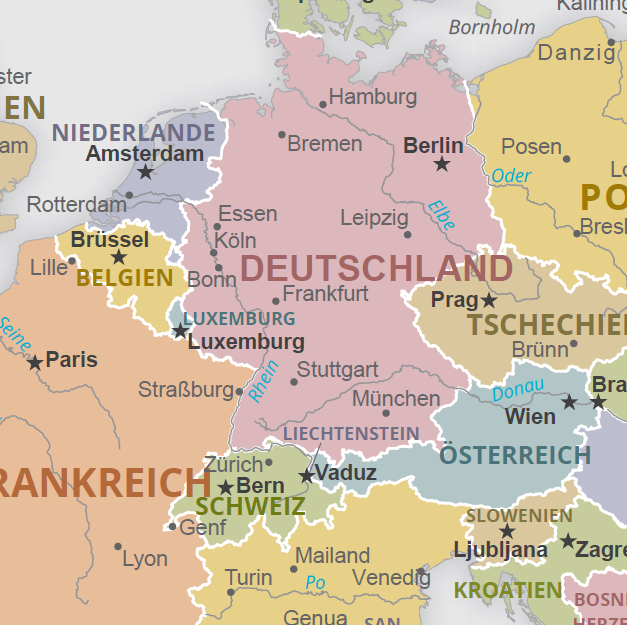 Kalining
Bornholm
Danzig
ster
EN
Hamburg
NIEDERLANDE
Bremen
Berlin
Posen
am
Amsterdam
Oder
Lo
PO
Rotterdam
Essen
Leipzig
Elbe
Bresl
Brüssel
Köln
Lille
BELGIEN
Bonn
DEUTSCHLAND
Frankfurt
Prag
LUXEMBURG
TSCHECHIEN
Seine
Luxemburg
Brünn
Paris
Stuttgart
Straßburg
Rhein
München
Donau
Bra
Wien
LIECHTENSTEIN
ÖSTERREICH
Zürich
Vaduz
RANKREICH
Bern
SCHWEIZ
SLOWENIEN
Genf
Ljubljana
Zagre
Lyon
Mailand
Turin
Po
Venedig
KROATIEN
BOSNI
Genua
SAN
HERZE